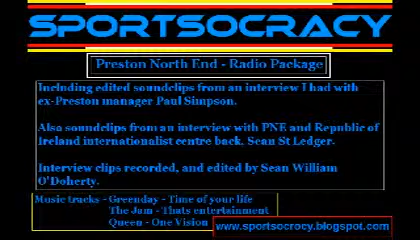 SPORTSOCRACY
Preston North End - Radio Package
Including edited soundclips from an interview I had with
ex-Preston manager Paul Simpson.
Also soundclips from an interview with PNE and Republic of
Ireland internationalist centre back, Sean St Ledger.
Interview clips recorded, and edited by Sean William
O'Doherty.
Music tracks - Greenday - Time of your life
The Jam - Thats entertainment
Queen - One Vision
www.sportsocrocy.blogspot.com